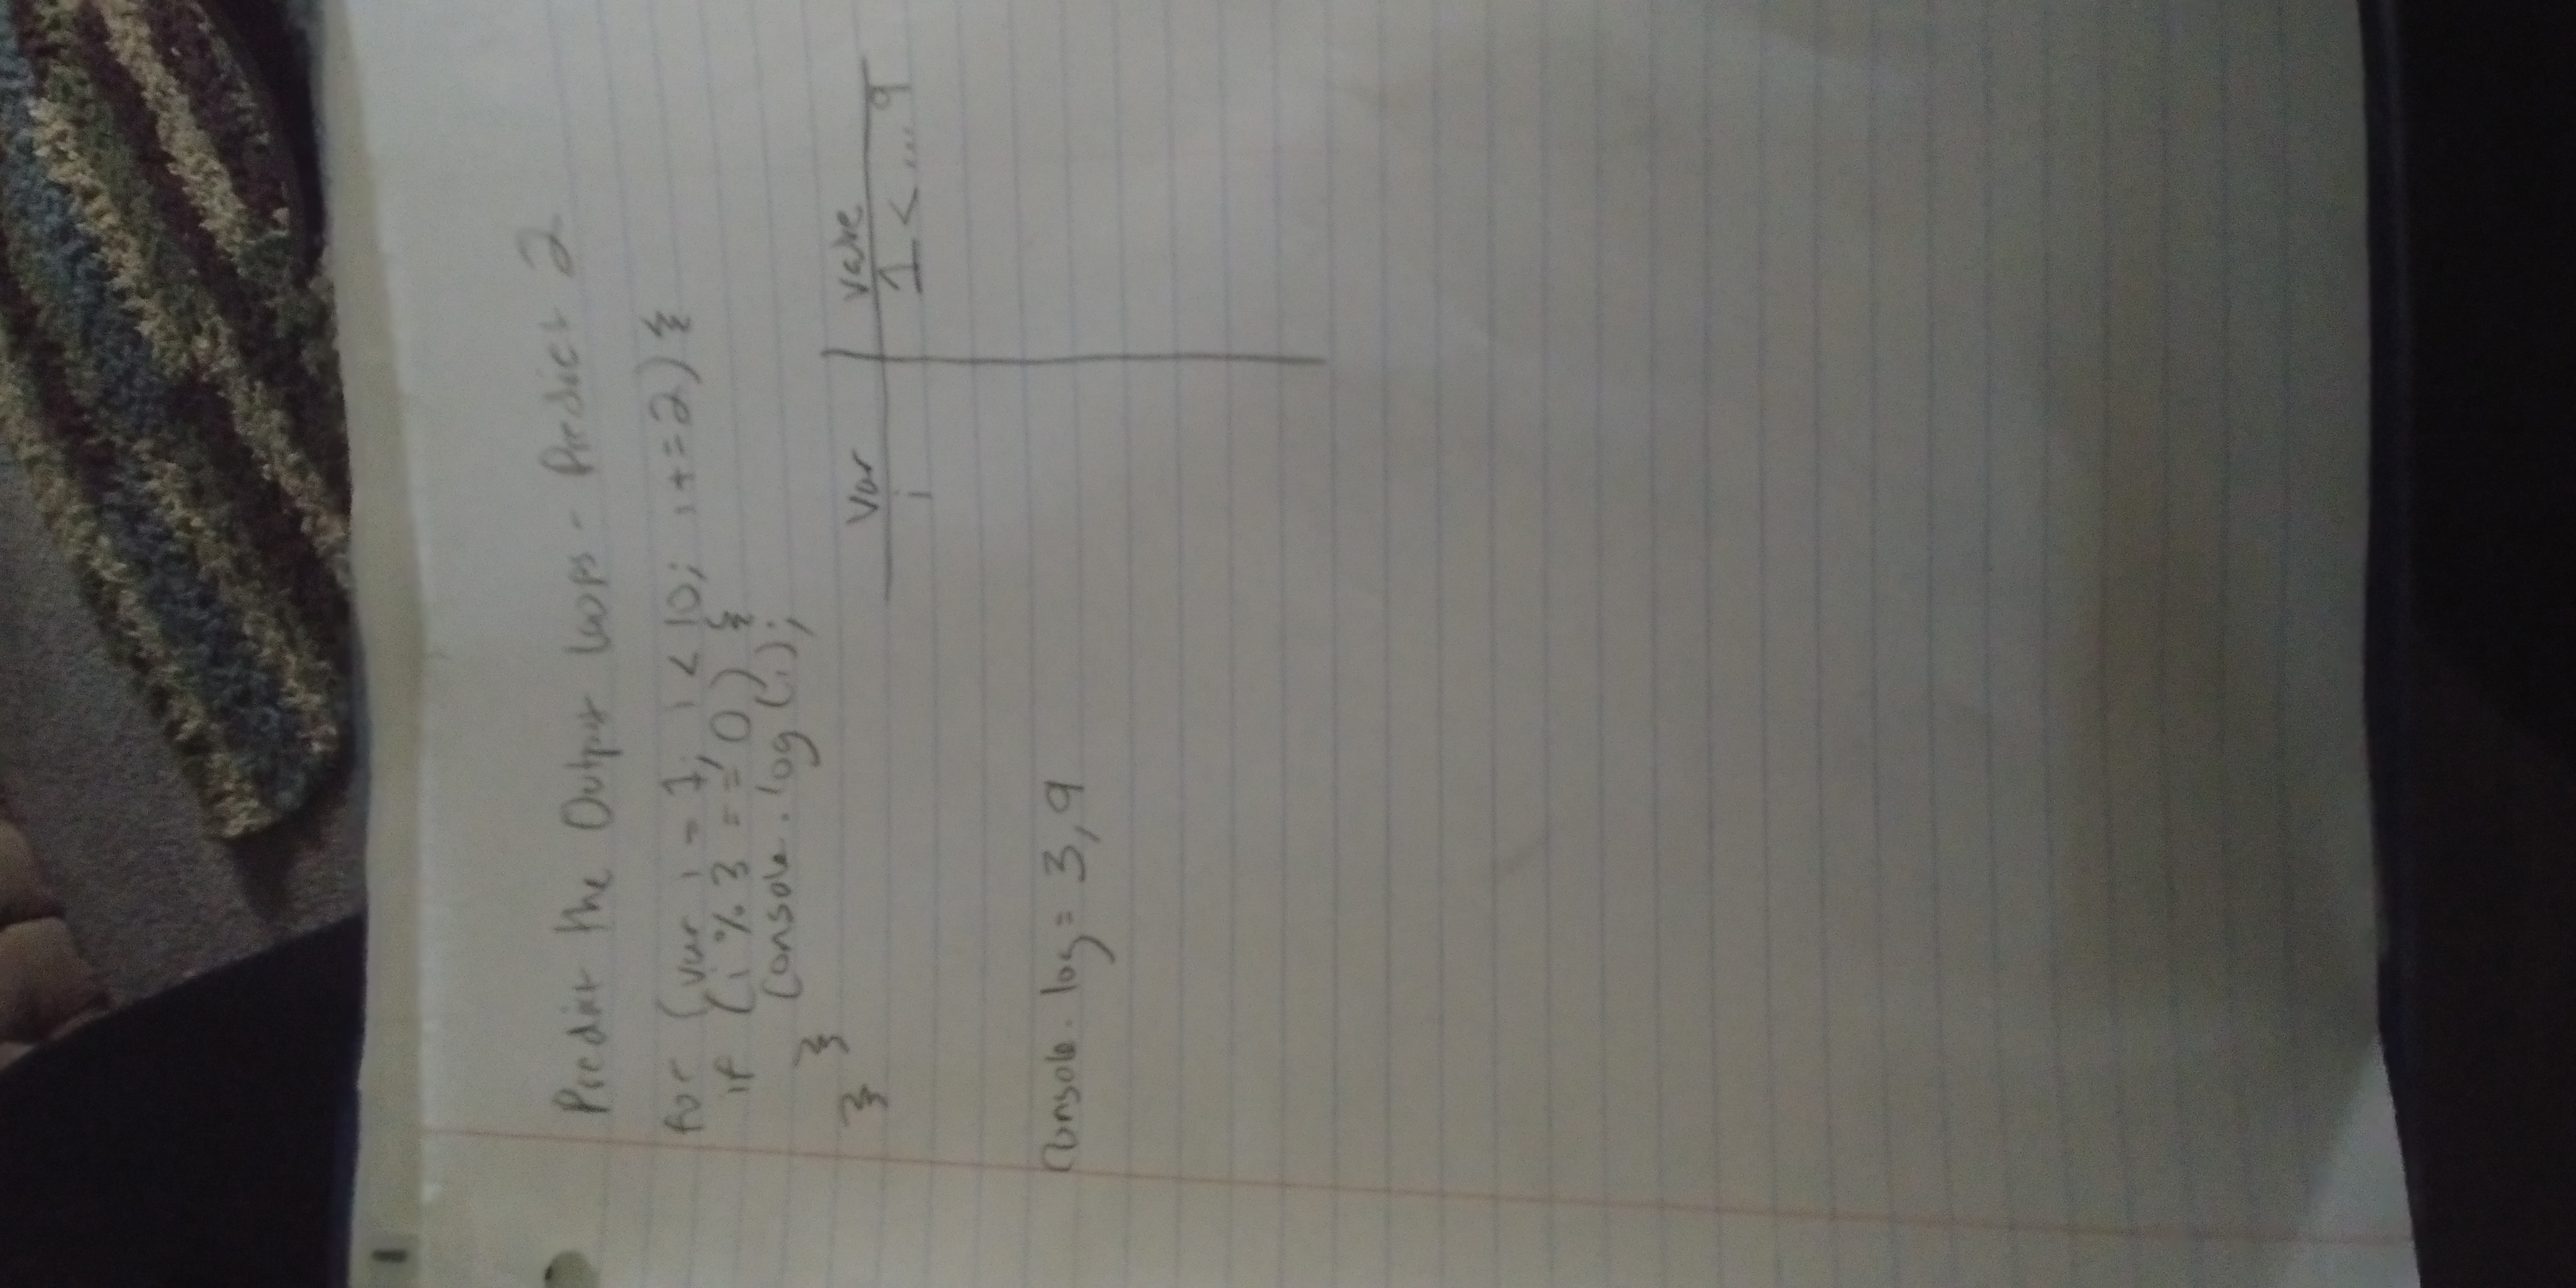 Predict the Output Loops - Predict 2
for (var i = 1; i < 10; i+=2) {
if (i % 3 == 0) {
console.log(i);
}
}
Var value
i 1 < ... 9
Console.log = 3, 9